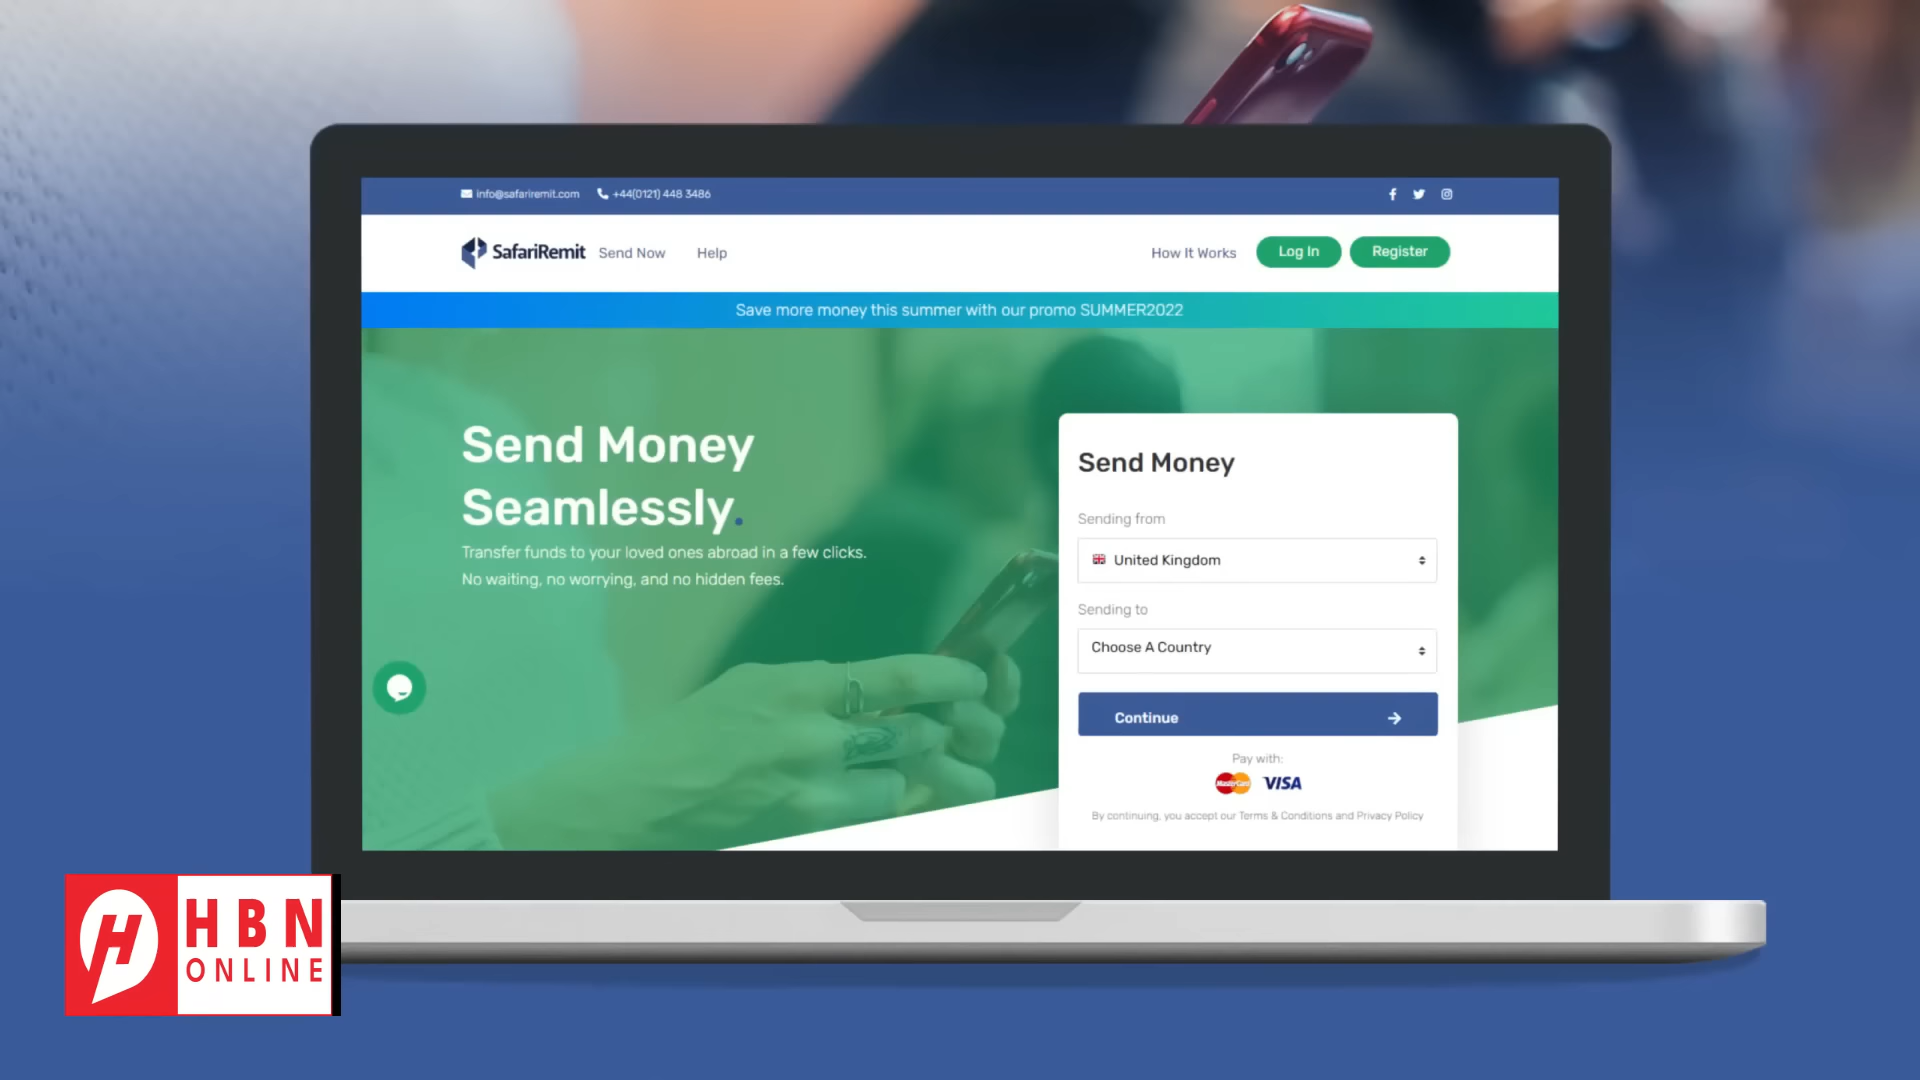 info@safariremit.com +44(0121) 448 3486
SafariRemit Send Now Help How It Works Log In Register
Save more money this summer with our promo SUMMER2022
Send Money
Seamlessly.
Transfer funds to your loved ones abroad in a few clicks.
No waiting, no worrying, and no hidden fees.
Send Money
Sending from
United Kingdom
Sending to
Choose A Country
Continue
Pay with:
MasterCard VISA
By continuing, you accept our Terms & Conditions and Privacy Policy
H HBN
ONLINE